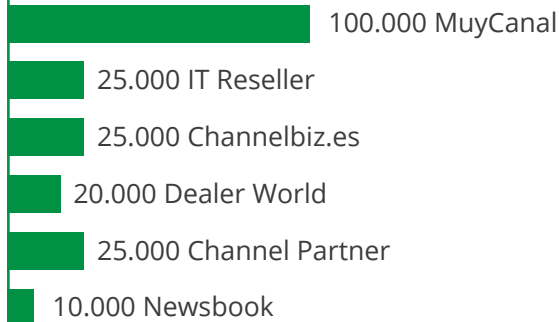 100.000 MuyCanal
25.000 IT Reseller
25.000 Channelbiz.es
20.000 Dealer World
25.000 Channel Partner
10.000 Newsbook